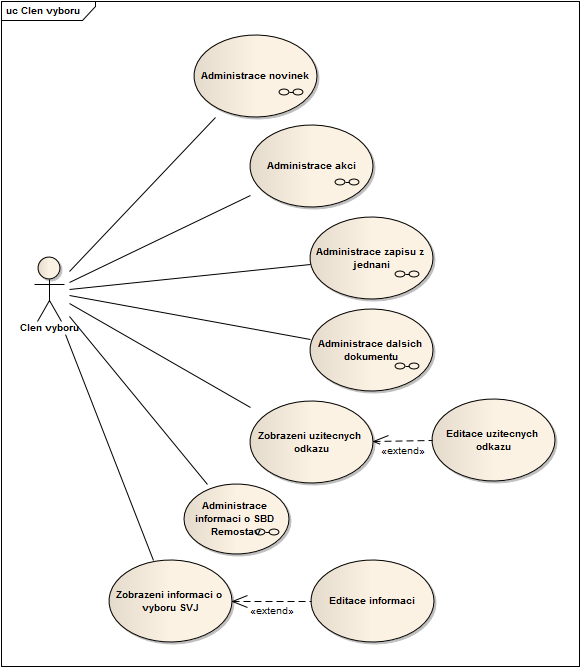 uc Clen vyboru
Administrace novinek
Administrace akci
Administrace zapisu z
jednani
Clen vyboru
Administrace dalsich
dokumentu
Zobrazeni uzitecnych
odkazu
«extend»
Editace uzitecnych
odkazu
Administrace
informaci o SBD
Remostav
Zobrazeni informaci o
vyboru SVJ
«extend»
Editace informaci